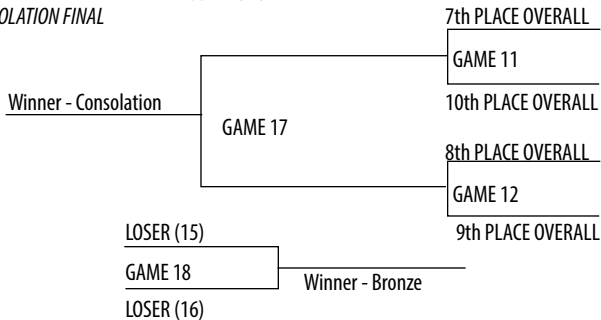 OLATION FINAL
7th PLACE OVERALL
GAME 11
Winner - Consolation
10th PLACE OVERALL
GAME 17
8th PLACE OVERALL
GAME 12
LOSER (15)
9th PLACE OVERALL
GAME 18
Winner - Bronze
LOSER (16)